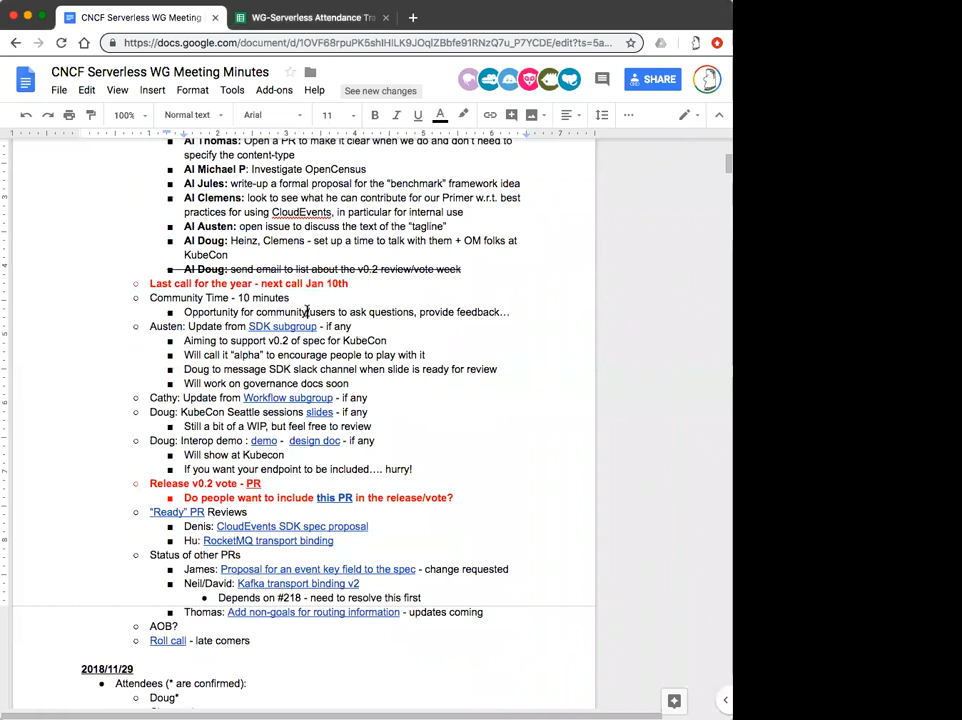 CNCF Serverless WG Meeting
WG-Serverless Attendance Tra
https://docs.google.com/document/d/1OVF68rpuPK5shIHlLK9JOqlZBbfe91RNzQ7u_P7YCDE/edit?ts=5a...
CNCF Serverless WG Meeting Minutes
SHARE
File Edit View Insert Format Tools Add-ons Help
See new changes
100% Normal text Arial 11
AI Thomas: Open a PR to make it clear when we do and don't need to
specify the content-type
AI Michael P: Investigate OpenCensus
AI Jules: write-up a formal proposal for the "benchmark" framework idea
AI Clemens: look to see what he can contribute for our Primer w.r.t. best
practices for using CloudEvents, in particular for internal use
AI Austen: open issue to discuss the text of the "tagline"
AI Doug: Heinz, Clemens - set up a time to talk with them + OM folks at
KubeCon
AI Doug: send email to list about the v0.2 review/vote week
Last call for the year - next call Jan 10th
Community Time - 10 minutes
Opportunity for community users to ask questions, provide feedback…
Austen: Update from SDK subgroup - if any
Aiming to support v0.2 of spec for KubeCon
Will call it "alpha" to encourage people to play with it
Doug to message SDK slack channel when slide is ready for review
Will work on governance docs soon
Cathy: Update from Workflow subgroup - if any
Doug: KubeCon Seattle sessions slides - if any
Still a bit of a WIP, but feel free to review
Doug: Interop demo : demo - design doc - if any
Will show at Kubecon
If you want your endpoint to be included…. hurry!
Release v0.2 vote - PR
Do people want to include this PR in the release/vote?
"Ready" PR Reviews
Denis: CloudEvents SDK spec proposal
Hu: RocketMQ transport binding
Status of other PRs
James: Proposal for an event key field to the spec - change requested
Neil/David: Kafka transport binding v2
Depends on #218 - need to resolve this first
Thomas: Add non-goals for routing information - updates coming
AOB?
Roll call - late comers
2018/11/29
Attendees (* are confirmed):
Doug*